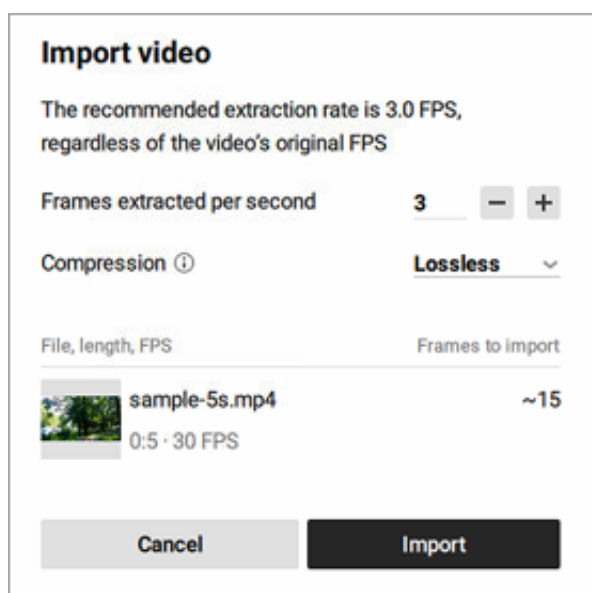 Import video
The recommended extraction rate is 3.0 FPS,
regardless of the video's original FPS
Frames extracted per second 3 − +
Compression ⓘ Lossless
File, length, FPS Frames to import
sample-5s.mp4 ~15
0:5 · 30 FPS
Cancel Import